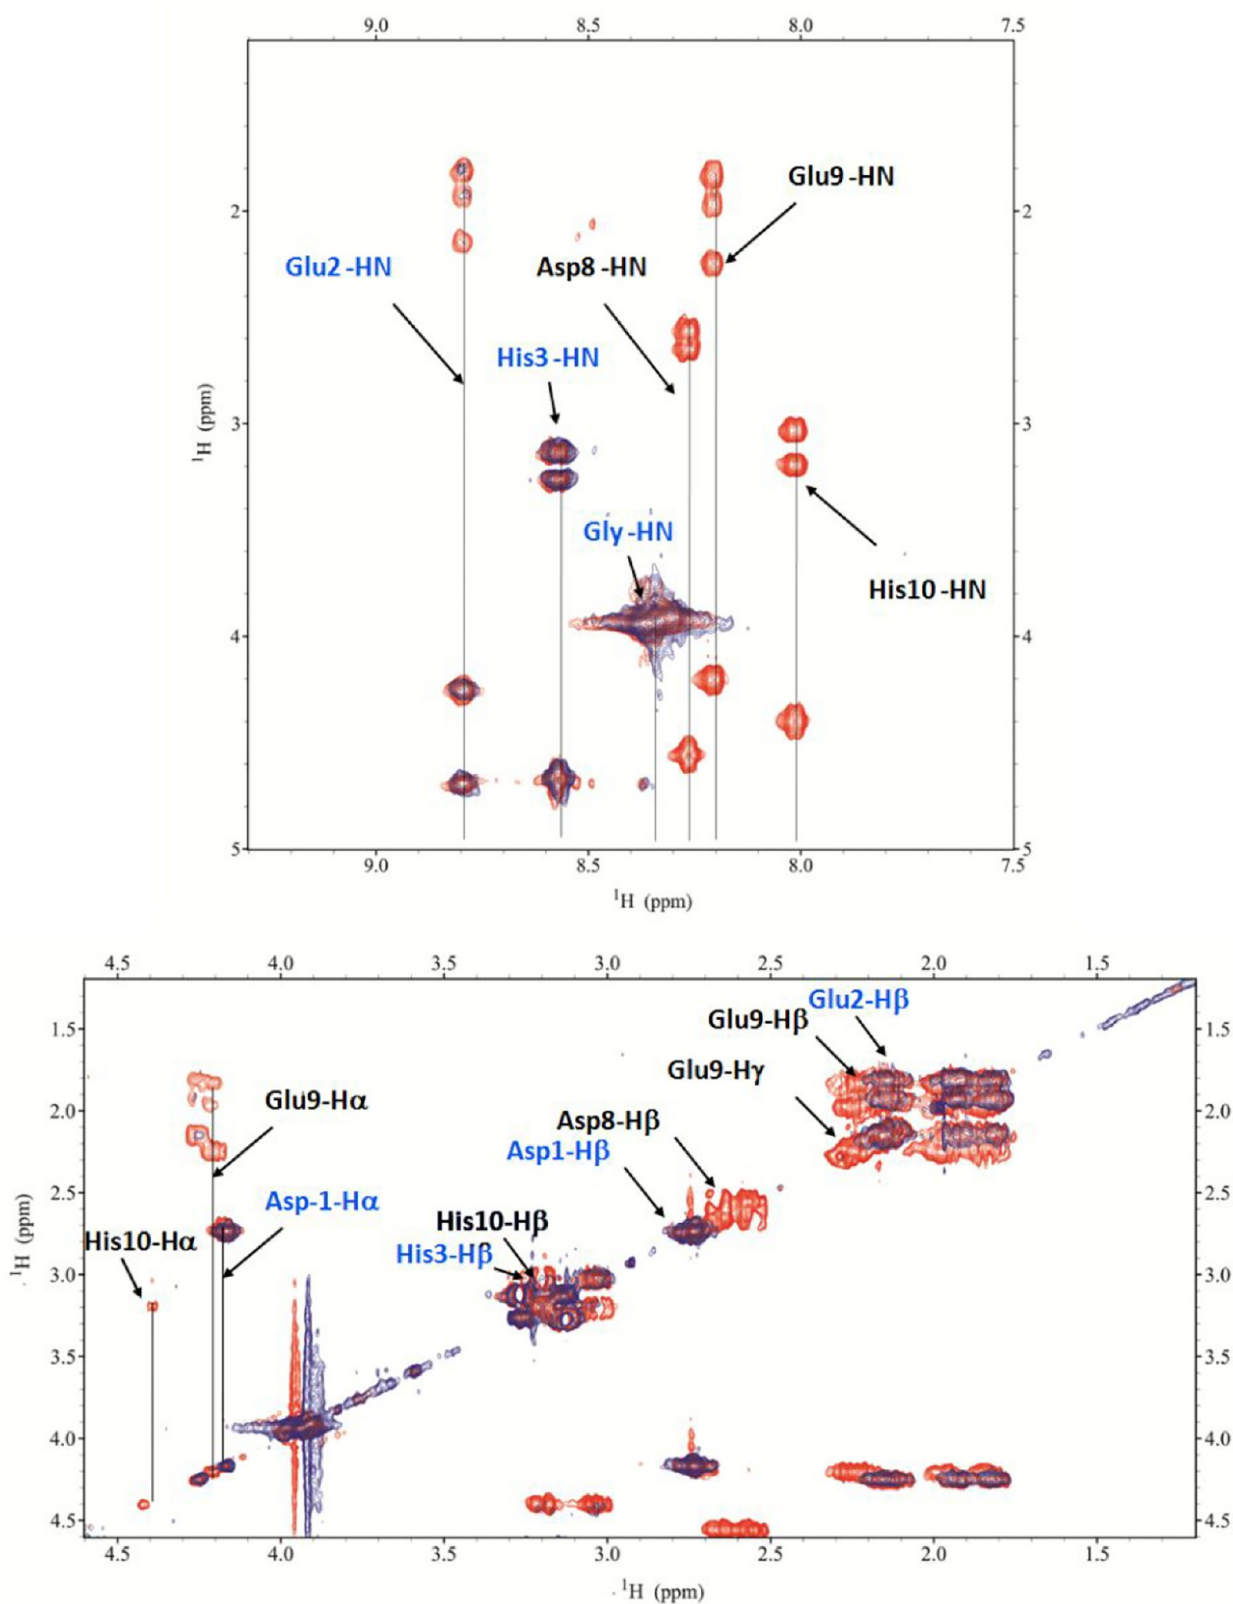 9.0 8.5 8.0 7.5
Glu9 -HN
2 2
Glu2 -HN Asp8 -HN
His3 -HN
3 3
¹H (ppm)
Gly -HN
His10 -HN
4 4
5 5
9.0 8.5 8.0 7.5
¹H (ppm)
4.5 4.0 3.5 3.0 2.5 2.0 1.5
Glu2-Hβ
Glu9-Hβ
1.5 1.5
Glu9-Hγ
Glu9-Hα
2.0 2.0
Asp8-Hβ
Asp1-Hβ
Asp-1-Hα
2.5 2.5
His10-Hβ
His10-Hα
His3-Hβ
¹H (ppm)
3.0 3.0
3.5 3.5
4.0 4.0
4.5 4.5
4.5 4.0 3.5 3.0 2.5 2.0 1.5
¹H (ppm)